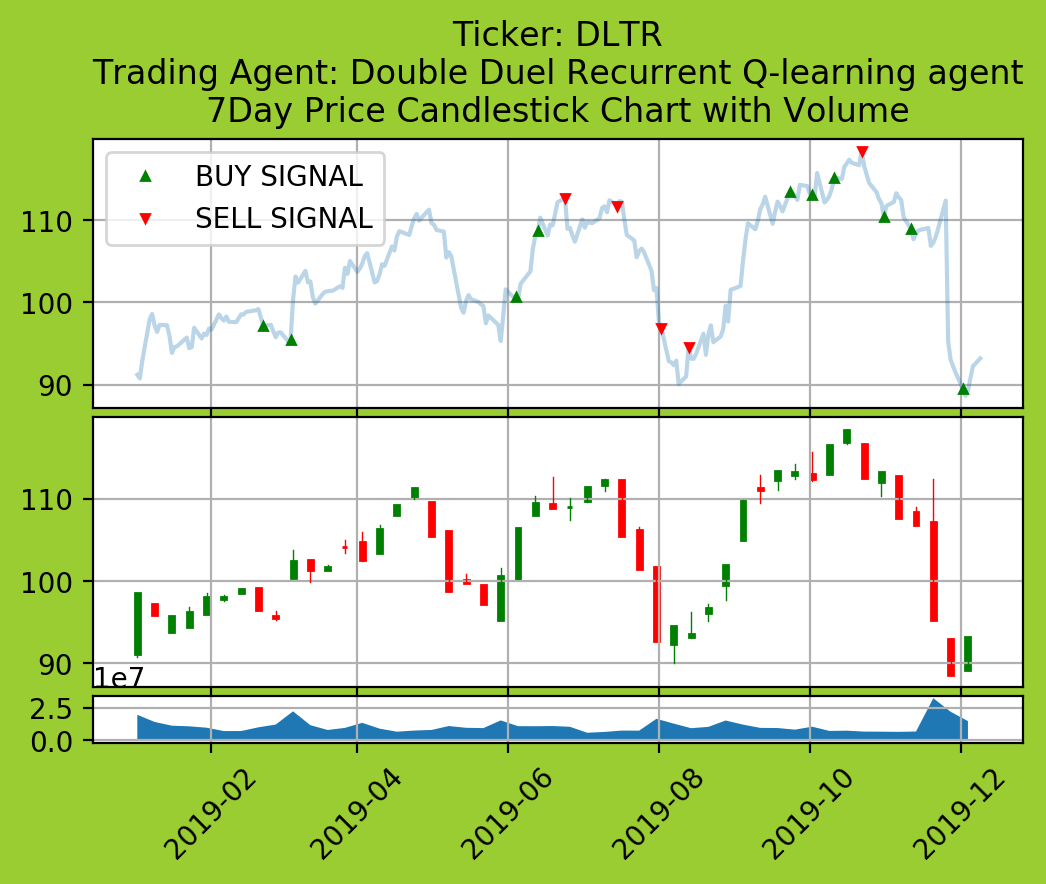 Ticker: DLTR
Trading Agent: Double Duel Recurrent Q-learning agent
7Day Price Candlestick Chart with Volume
BUY SIGNAL
SELL SIGNAL
110
100
90
110
100
90
1e7
2.5
0.0
2019-02
2019-04
2019-06
2019-08
2019-10
2019-12